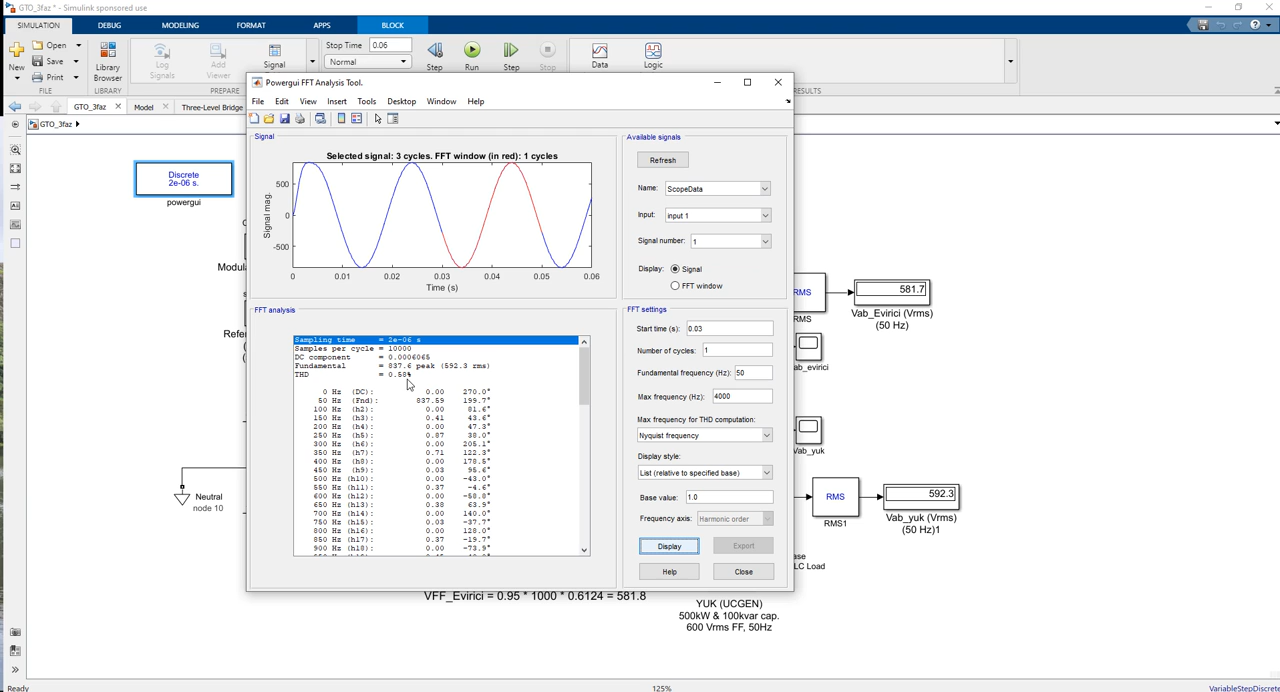 GTO_3faz * - Simulink sponsored use
SIMULATION DEBUG MODELING FORMAT APPS BLOCK
New
Open
Save
Print
FILE
Library
Browser
LIBRARY
Log
Signals
Add
Viewer
Signal
PREPARE
Stop Time 0.06
Normal
Step
Back
Run
Step
Stop
Data
Logic
RESULTS
GTO_3faz Model Three-Level Bridge
GTO_3faz
Discrete
2e-06 s.
powergui
Modula
Refer
Neutral
node 10
Powergui FFT Analysis Tool.
File Edit View Insert Tools Desktop Window Help
Signal
Selected signal: 3 cycles. FFT window (in red): 1 cycles
Signal mag.
500
0
-500
0 0.01 0.02 0.03 0.04 0.05 0.06
Time (s)
FFT analysis
Sampling time = 2e-06 s
Samples per cycle = 10000
DC component = 0.0006065
Fundamental = 837.6 peak (592.3 rms)
THD = 0.58%
0 Hz (DC): 0.00 270.0°
50 Hz (Fnd): 837.59 199.7°
100 Hz (h2): 0.00 81.6°
150 Hz (h3): 0.41 43.6°
200 Hz (h4): 0.00 47.3°
250 Hz (h5): 0.87 38.0°
300 Hz (h6): 0.00 205.1°
350 Hz (h7): 0.71 122.3°
400 Hz (h8): 0.00 178.5°
450 Hz (h9): 0.03 95.6°
500 Hz (h10): 0.00 -43.0°
550 Hz (h11): 0.37 -4.6°
600 Hz (h12): 0.00 -58.8°
650 Hz (h13): 0.38 63.9°
700 Hz (h14): 0.00 140.0°
750 Hz (h15): 0.03 -37.7°
800 Hz (h16): 0.00 128.0°
850 Hz (h17): 0.37 -19.7°
900 Hz (h18): 0.00 -73.9°
Available signals
Refresh
Name: ScopeData
Input: input 1
Signal number: 1
Display: Signal
FFT window
FFT settings
Start time (s): 0.03
Number of cycles: 1
Fundamental frequency (Hz): 50
Max frequency (Hz): 4000
Max frequency for THD computation:
Nyquist frequency
Display style:
List (relative to specified base)
Base value: 1.0
Frequency axis: Harmonic order
Display Export
Help Close
RMS
RMS
581.7
Vab_Evirici (Vrms)
(50 Hz)
ab_evirici
Vab_yuk
RMS
RMS1
592.3
Vab_yuk (Vrms)
(50 Hz)1
ase
LC Load
VFF_Evirici = 0.95 * 1000 * 0.6124 = 581.8
YUK (UCGEN)
500kW & 100kvar cap.
600 Vrms FF, 50Hz
Ready 125% VariableStepDiscrete